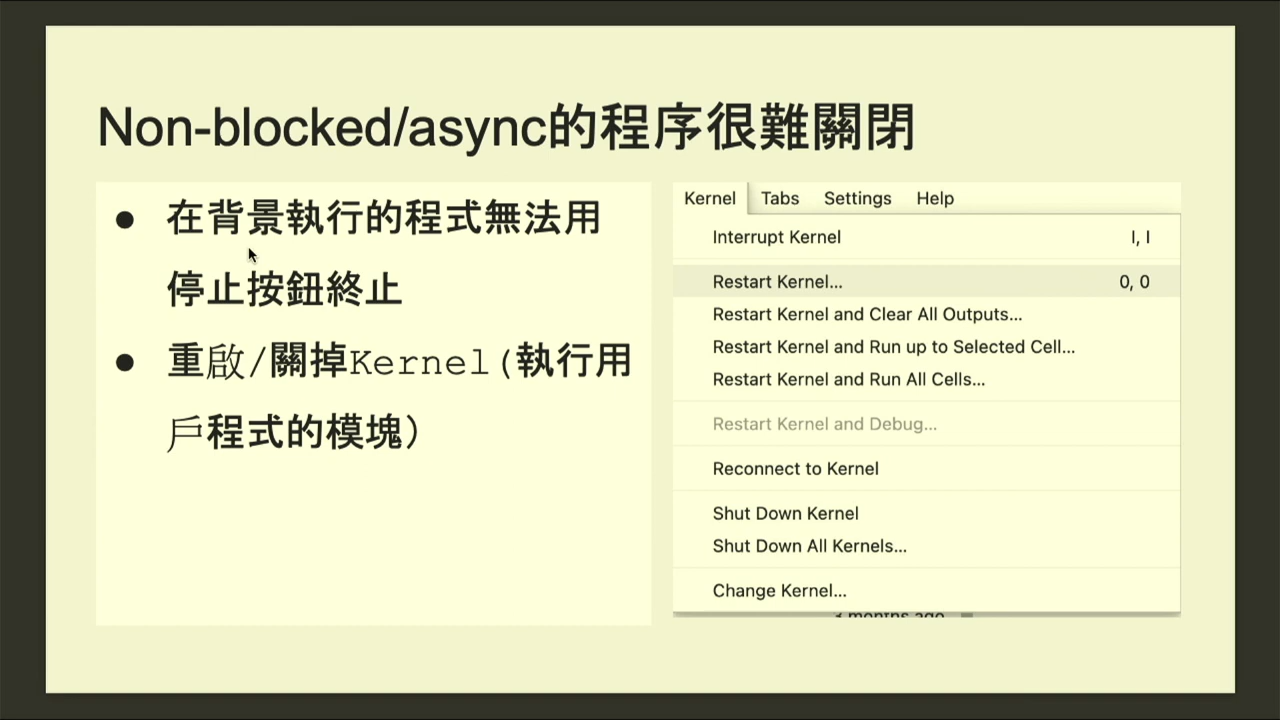 Non-blocked/async的程序很難關閉
● 在背景執行的程式無法用
停止按鈕終止
● 重啟/關掉Kernel(執行用
戶程式的模塊)
Kernel Tabs Settings Help
Interrupt Kernel I, I
Restart Kernel... 0, 0
Restart Kernel and Clear All Outputs...
Restart Kernel and Run up to Selected Cell...
Restart Kernel and Run All Cells...
Restart Kernel and Debug...
Reconnect to Kernel
Shut Down Kernel
Shut Down All Kernels...
Change Kernel...
months ago